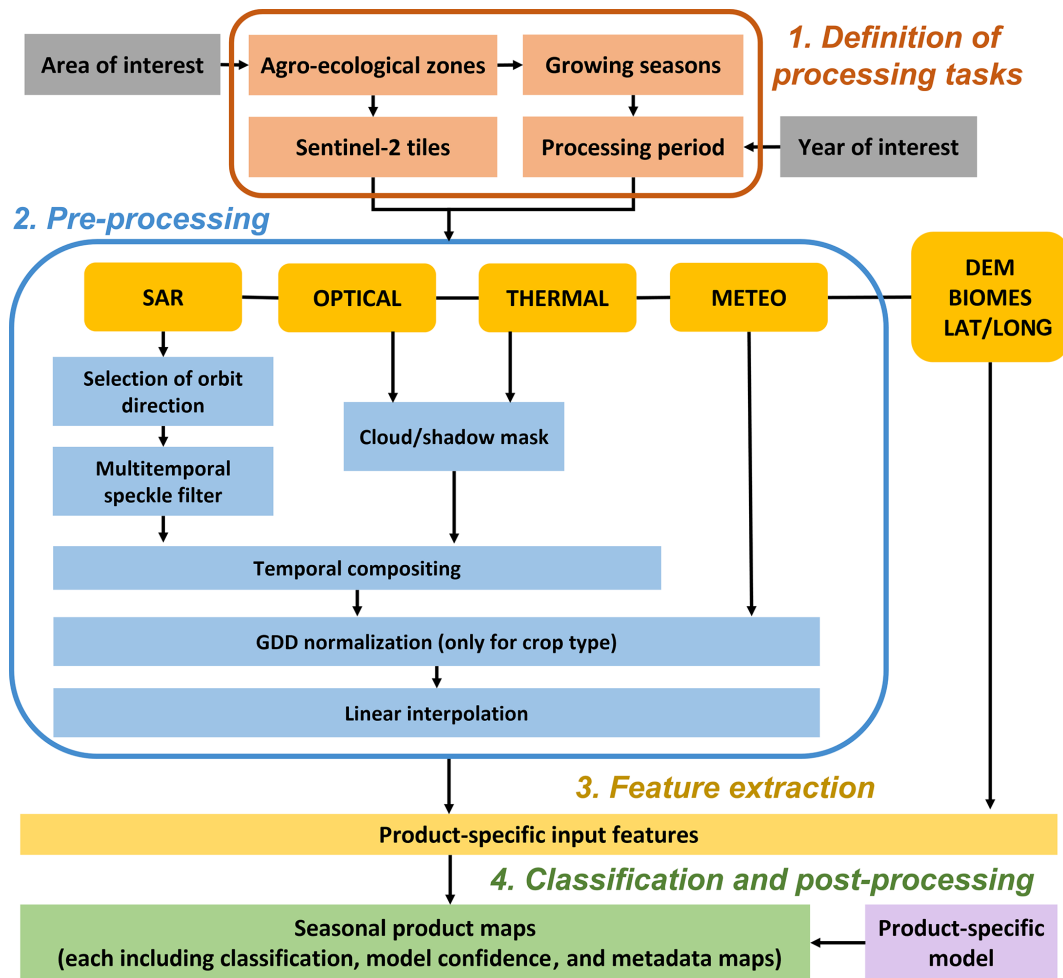 1. Definition of
processing tasks
Area of interest
Agro-ecological zones
Growing seasons
Sentinel-2 tiles
Processing period
Year of interest
2. Pre-processing
SAR
OPTICAL
THERMAL
METEO
DEM
BIOMES
LAT/LONG
Selection of orbit
direction
Cloud/shadow mask
Multitemporal
speckle filter
Temporal compositing
GDD normalization (only for crop type)
Linear interpolation
3. Feature extraction
Product-specific input features
4. Classification and post-processing
Seasonal product maps
(each including classification, model confidence, and metadata maps)
Product-specific
model